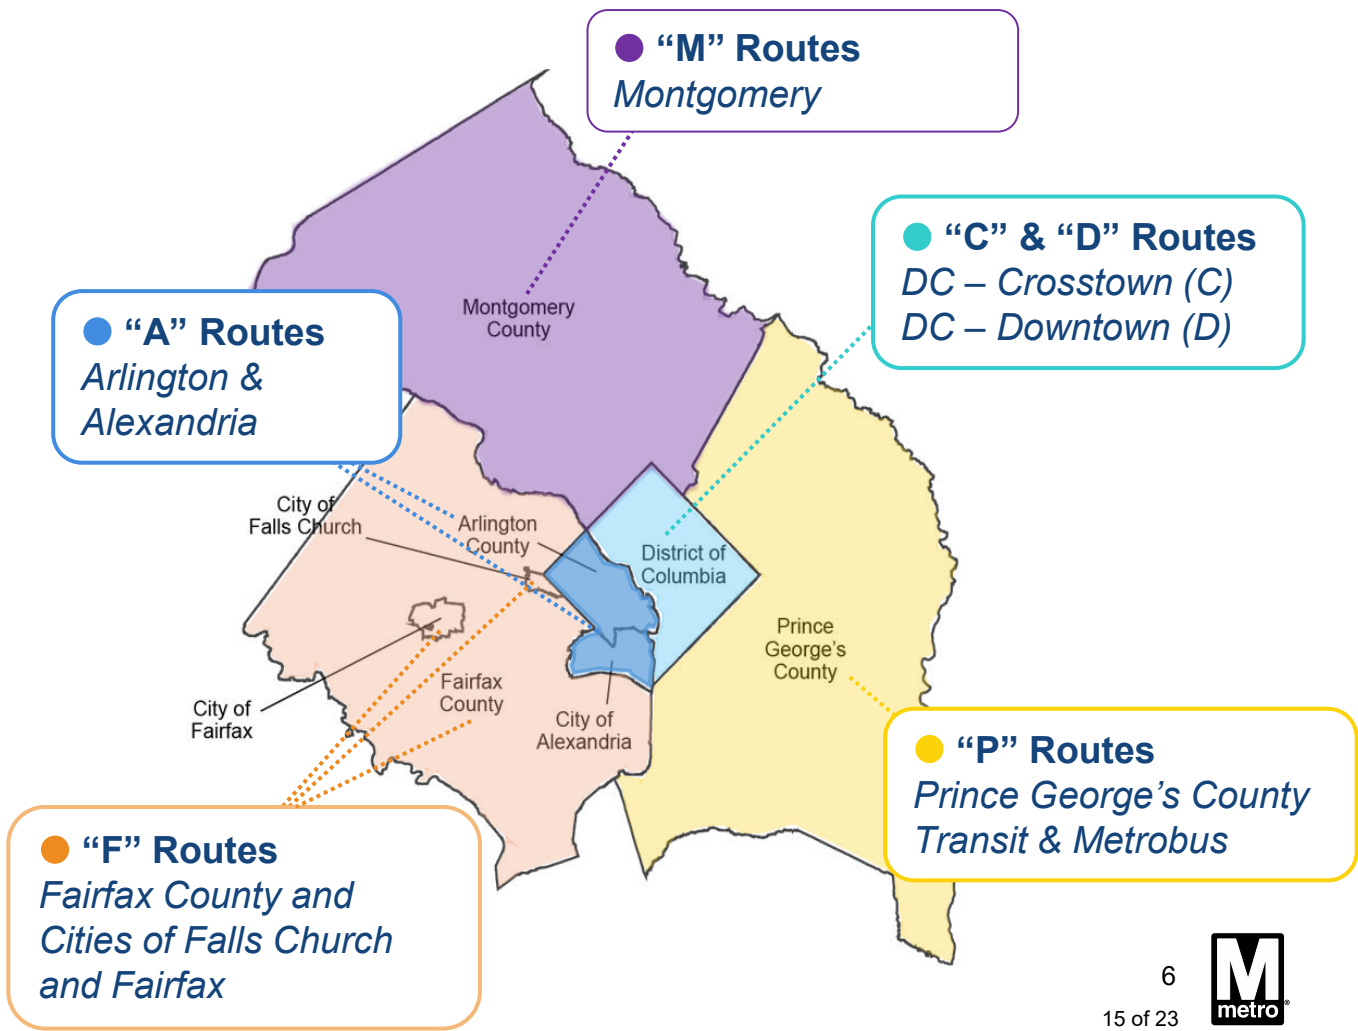 “M” Routes
Montgomery
“C” & “D” Routes
DC – Crosstown (C)
DC – Downtown (D)
Montgomery
County
“A” Routes
Arlington &
Alexandria
City of
Falls Church
Arlington
County
District of
Columbia
Prince
George’s
County
Fairfax
County
City of
Fairfax
City of
Alexandria
“P” Routes
Prince George’s County
Transit & Metrobus
“F” Routes
Fairfax County and
Cities of Falls Church
and Fairfax
6
15 of 23
M
metro®